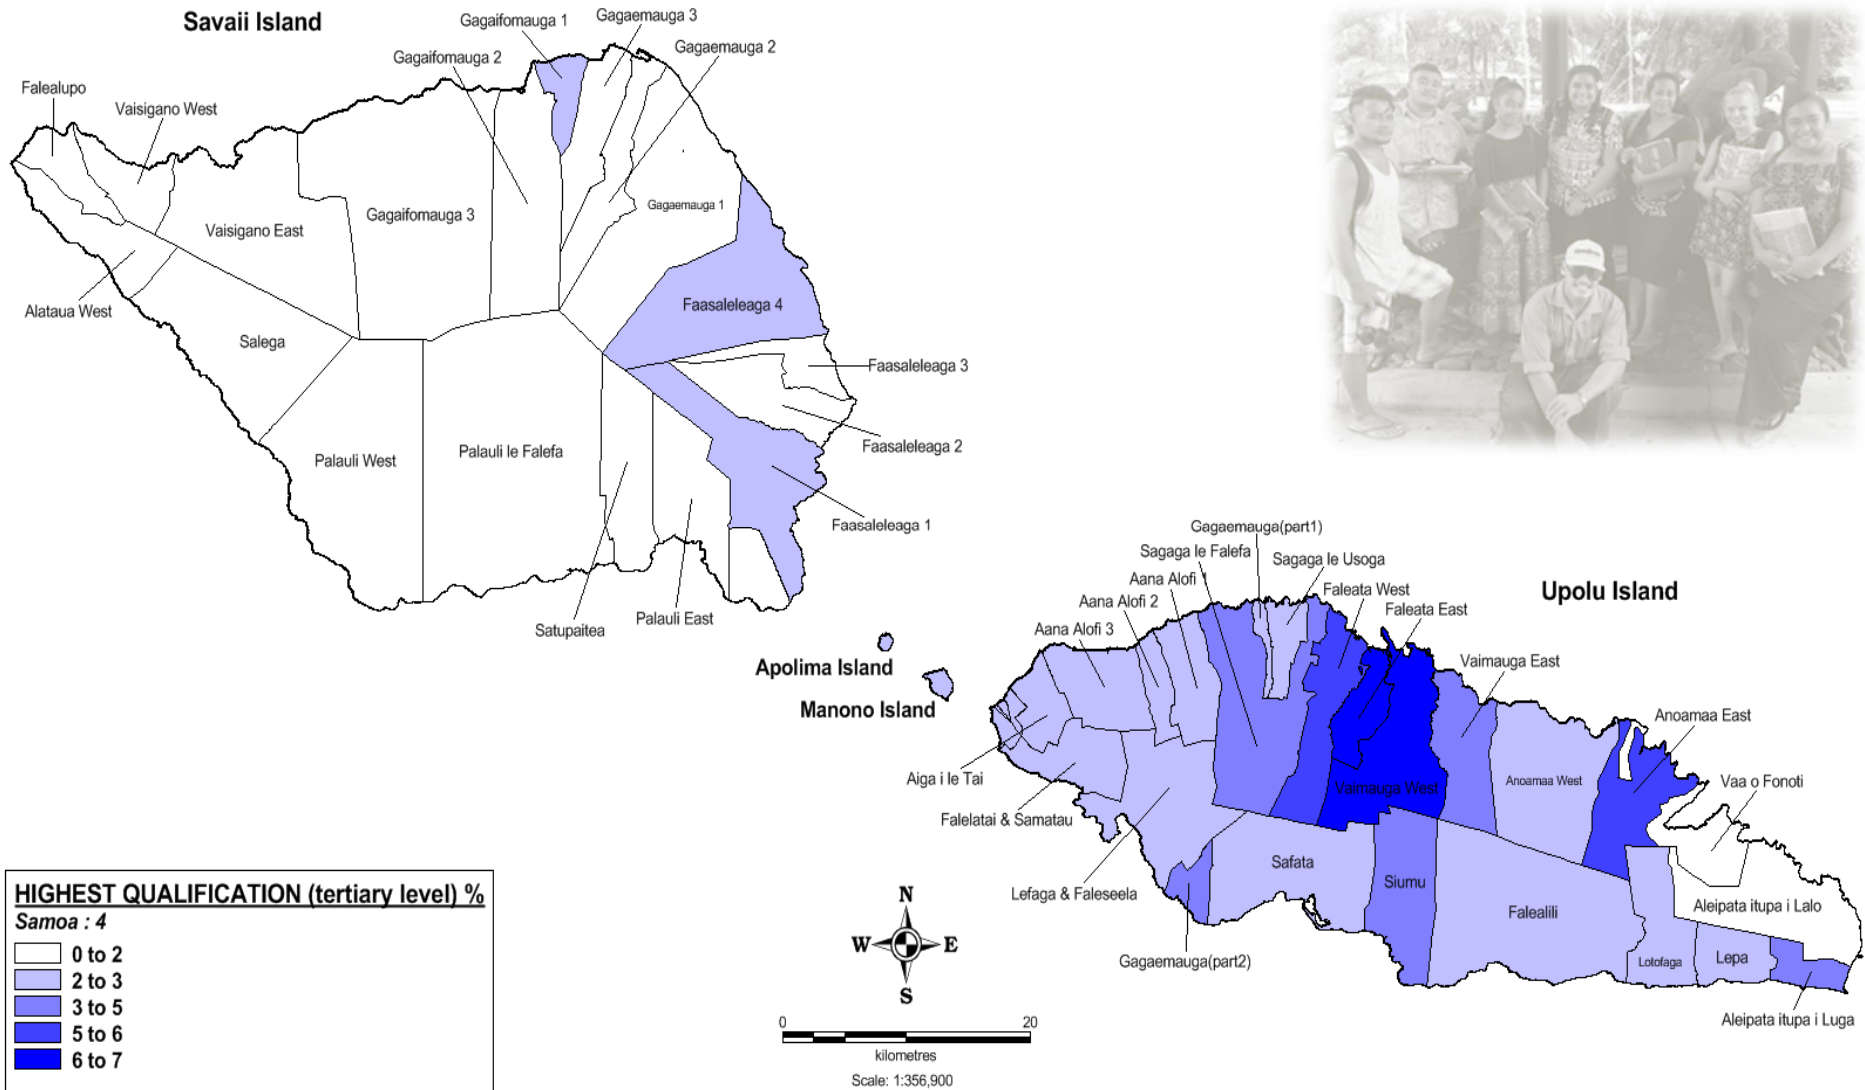 Savaii Island
Gagaifomauga 1
Gagaemauga 3
Gagaifomauga 2
Gagaemauga 2
Falealupo
Vaisigano West
Vaisigano East
Gagaifomauga 3
Gagaemauga 1
Alataua West
Salega
Faasaleleaga 4
Faasaleleaga 3
Faasaleleaga 2
Palauli West
Palauli le Falefa
Faasaleleaga 1
Satupaitea
Palauli East
Apolima Island
Manono Island
Upolu Island
Gagaemauga(part1)
Sagaga le Falefa
Sagaga le Usoga
Aana Alofi 1
Faleata West
Aana Alofi 2
Faleata East
Aana Alofi 3
Vaimauga East
Anoamaa East
Aiga i le Tai
Vaimauga West
Anoamaa West
Vaa o Fonoti
Falelatai & Samatau
Safata
Siumu
Lefaga & Faleseela
Falealili
Aleipata itupa i Lalo
Gagaemauga(part2)
Lotofaga
Lepa
Aleipata itupa i Luga
HIGHEST QUALIFICATION (tertiary level) %
Samoa : 4
0 to 2
2 to 3
3 to 5
5 to 6
6 to 7
N
W
E
S
0 20
kilometres
Scale: 1:356,900